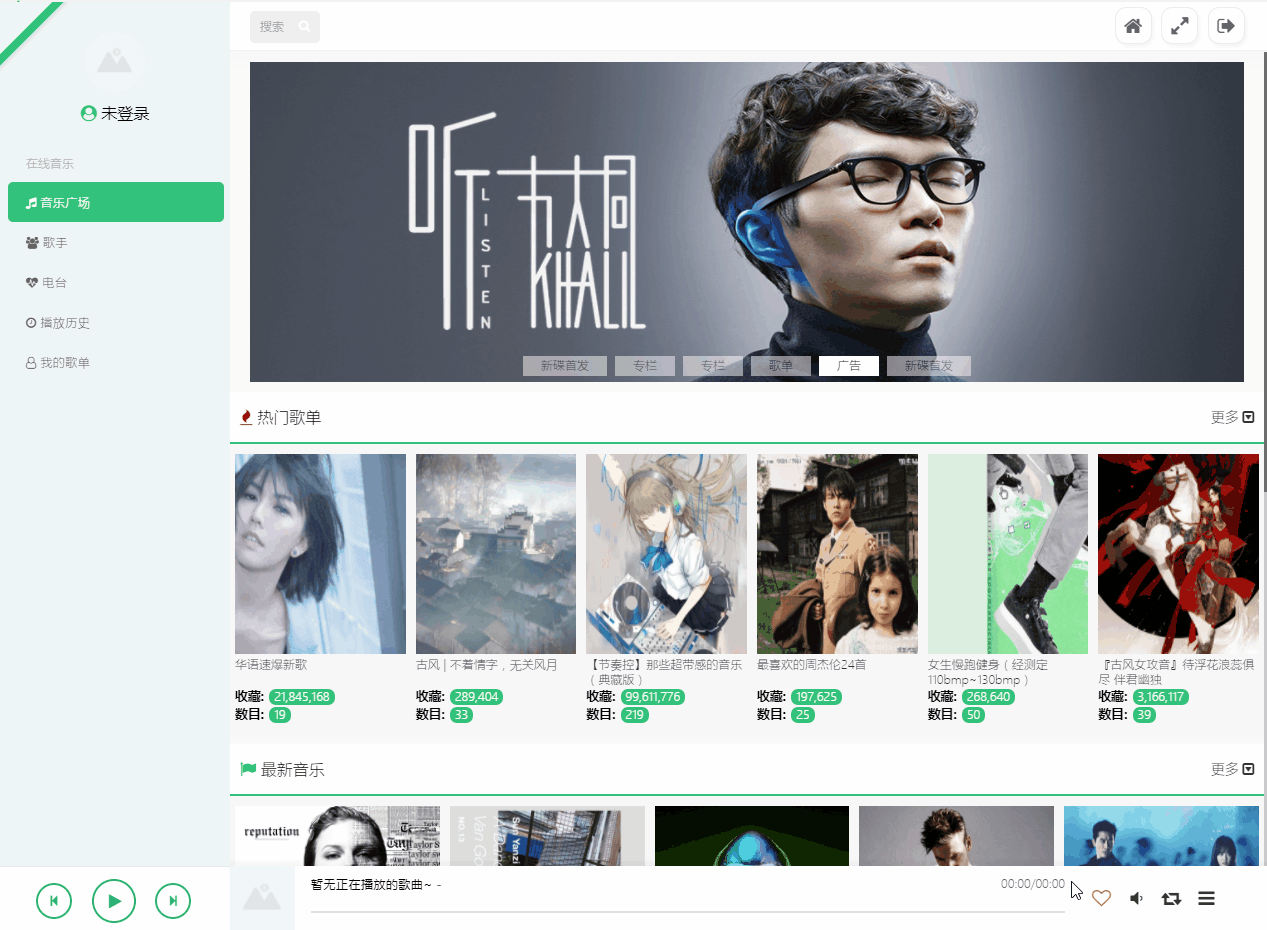 搜索
未登录
在线音乐
音乐广场
歌手
电台
播放历史
我的歌单
听
LISTEN
KHALIL
新碟首发
专栏
专栏
歌单
广告
新碟首发
热门歌单
更多
华语速爆新歌
收藏: 21,845,168
数目: 19
古风 | 不着情字，无关风月
收藏: 289,404
数目: 33
【节奏控】那些超带感的音乐
（典藏版）
收藏: 99,611,776
数目: 219
最喜欢的周杰伦24首
收藏: 197,625
数目: 25
女生慢跑健身（经测定
110bmp~130bmp）
收藏: 268,640
数目: 50
『古风女攻音』待浮花浪蕊俱
尽 伴君幽独
收藏: 3,166,117
数目: 39
最新音乐
更多
reputation
暂无正在播放的歌曲~ -
00:00/00:00